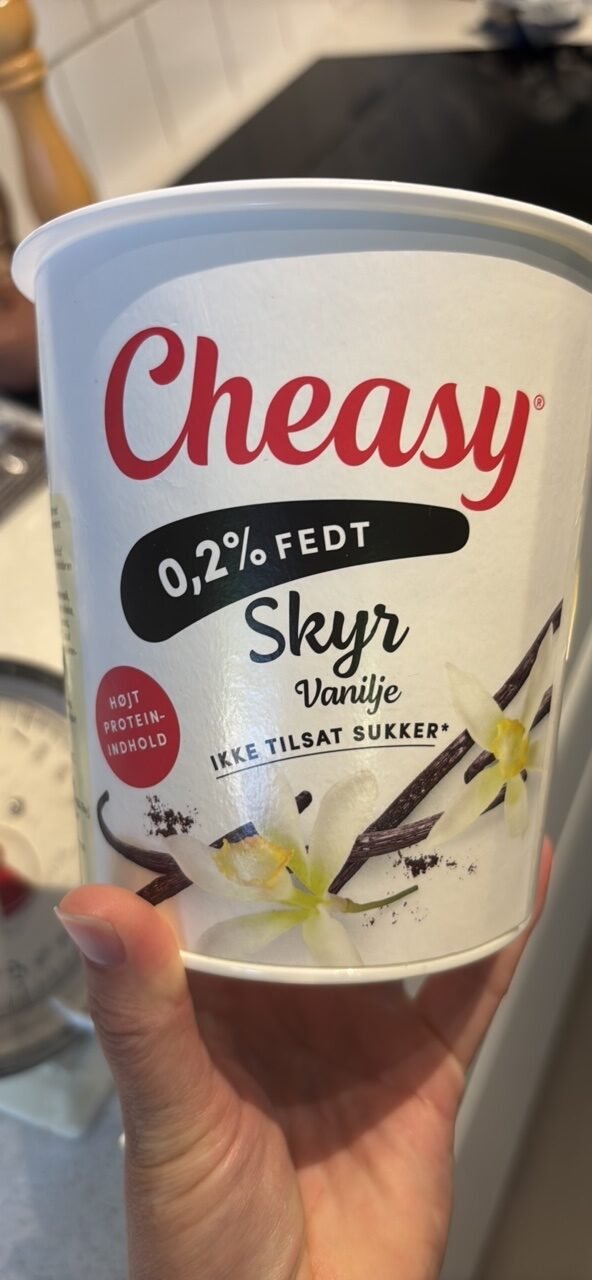 Cheasy®
0,2% FEDT
Skyr
Vanilje
HØJT
PROTEIN-
INDHOLD
IKKE TILSAT SUKKER*